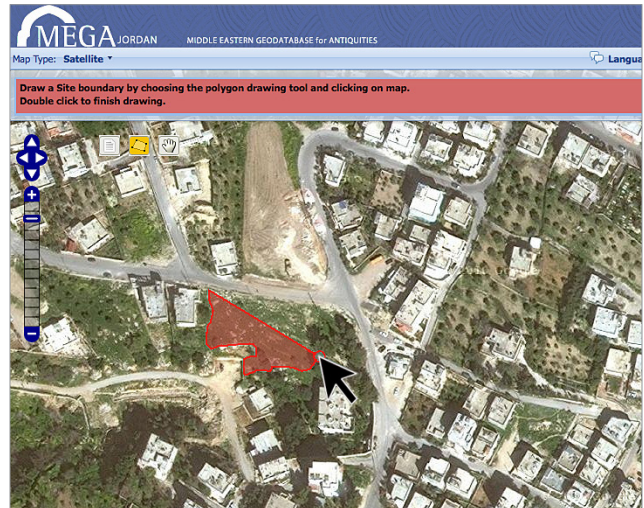 MEGA JORDAN MIDDLE EASTERN GEODATABASE for ANTIQUITIES
Map Type: Satellite
Draw a Site boundary by choosing the polygon drawing tool and clicking on map.
Double click to finish drawing.